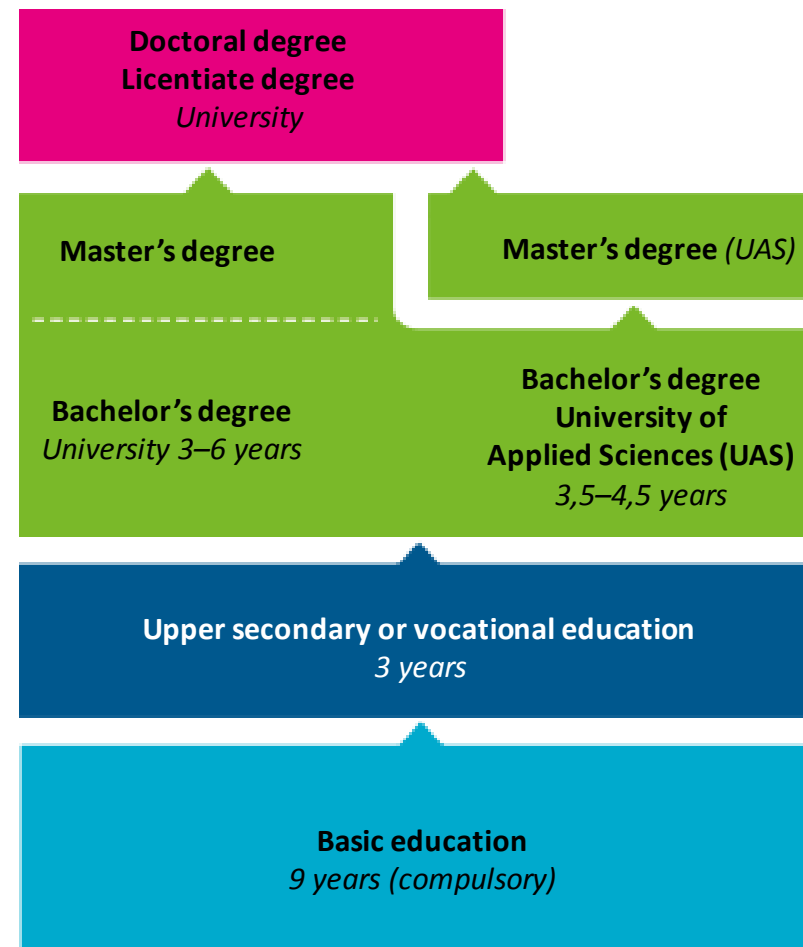 Doctoral degree
Licentiate degree
University
Master’s degree
Master’s degree (UAS)
Bachelor’s degree
University 3–6 years
Bachelor’s degree
University of
Applied Sciences (UAS)
3,5–4,5 years
Upper secondary or vocational education
3 years
Basic education
9 years (compulsory)